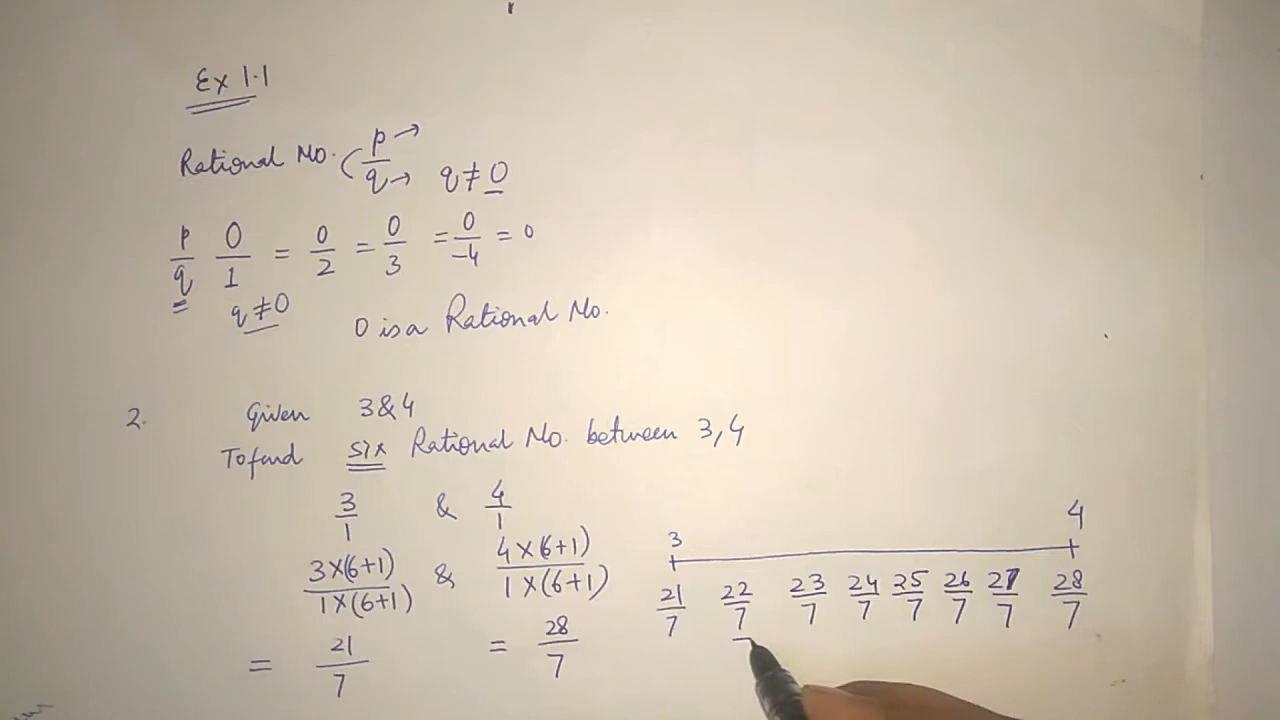 Ex 1.1
Rational No. p/q → → q ≠ 0
p/q 0/1 = 0/2 = 0/3 = 0/-4 = 0
q ≠ 0 0 is a Rational No.
2. Given 3 & 4
To find six Rational No. between 3, 4
3/1 & 4/1
3×(6+1)/1×(6+1) & 4×(6+1)/1×(6+1)
= 21/7 = 28/7
3 4
21/7 22/7 23/7 24/7 25/7 26/7 27/7 28/7